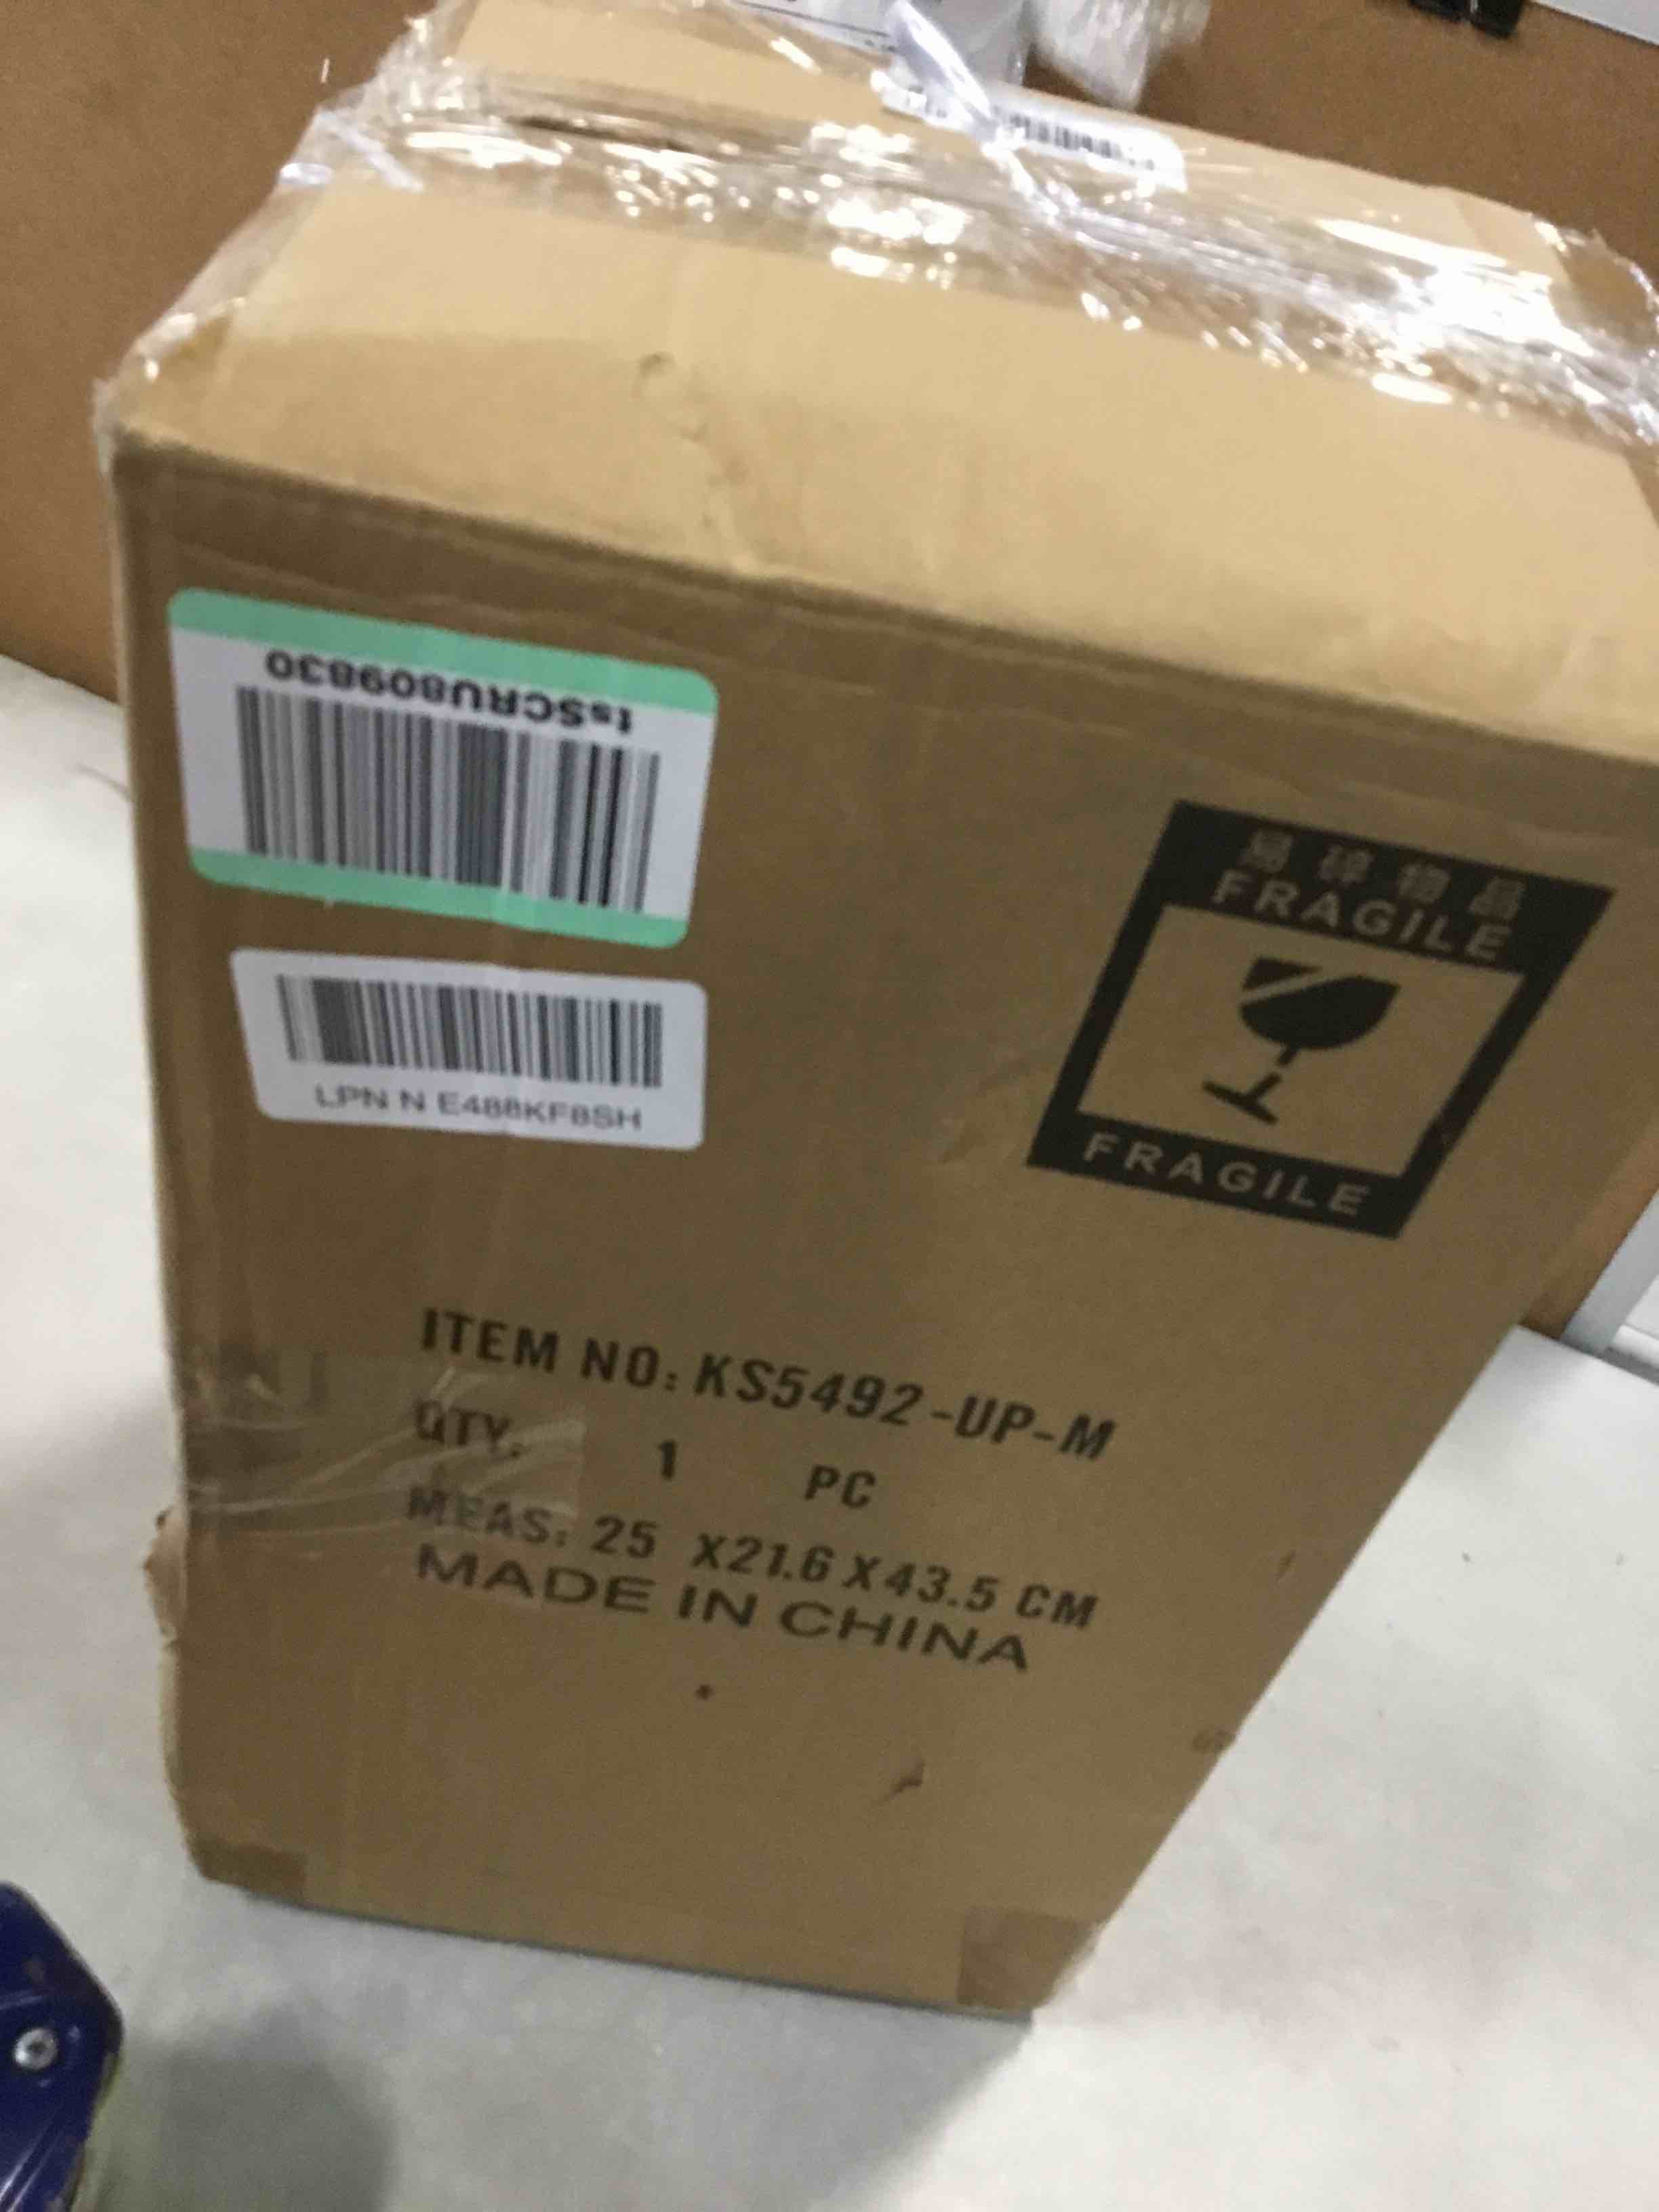 tsSCRU809830
LPN N E488KF8SH
易碎物品
FRAGILE
FRAGILE
ITEM NO: KS5492-UP-M
QTY: 1 PC
MEAS: 25 X21.6 X43.5 CM
MADE IN CHINA